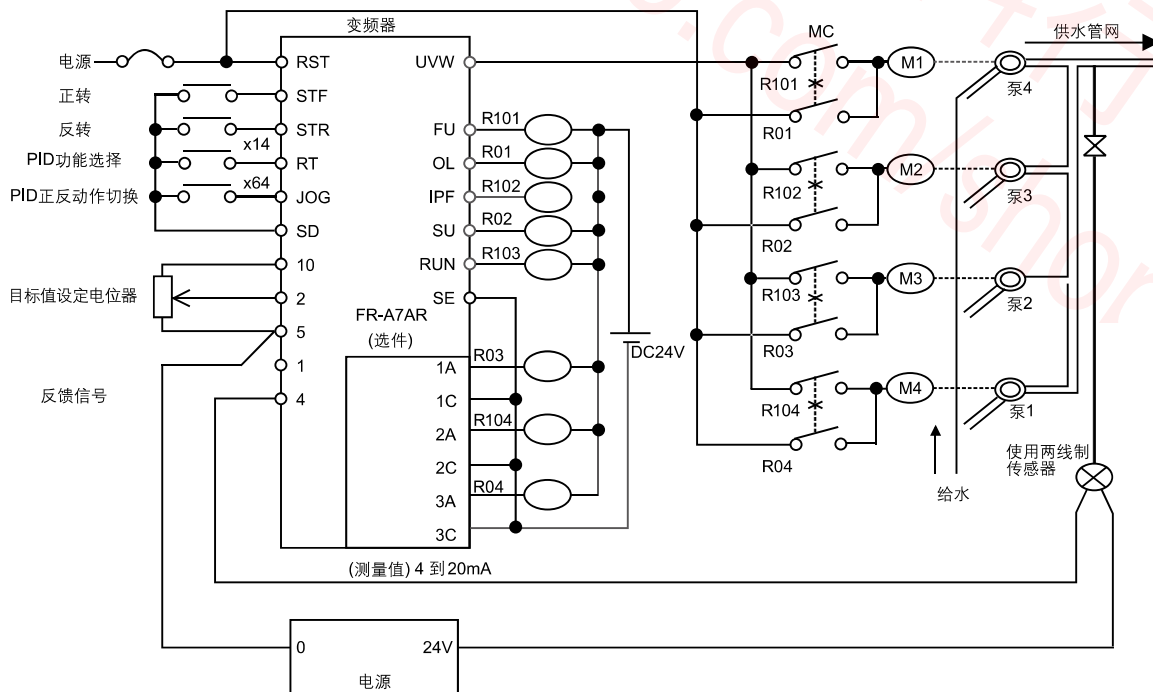 变频器
MC
供水管网
电源
RST
UVW
M1
泵4
正转
STF
R101
反转
STR
FU
R101
R01
x14
PID功能选择
RT
OL
R01
M2
泵3
x64
PID正反动作切换
JOG
IPF
R102
R102
SD
SU
R02
R02
10
RUN
R103
M3
泵2
目标值设定电位器
2
SE
R103
5
FR-A7AR
(选件)
DC24V
R03
1
1A
R03
反馈信号
4
1C
M4
泵1
R104
2A
R104
2C
R04
使用两线制
传感器
3A
R04
给水
3C
(测量值) 4 到20mA
0
24V
电源
.com/shor
行